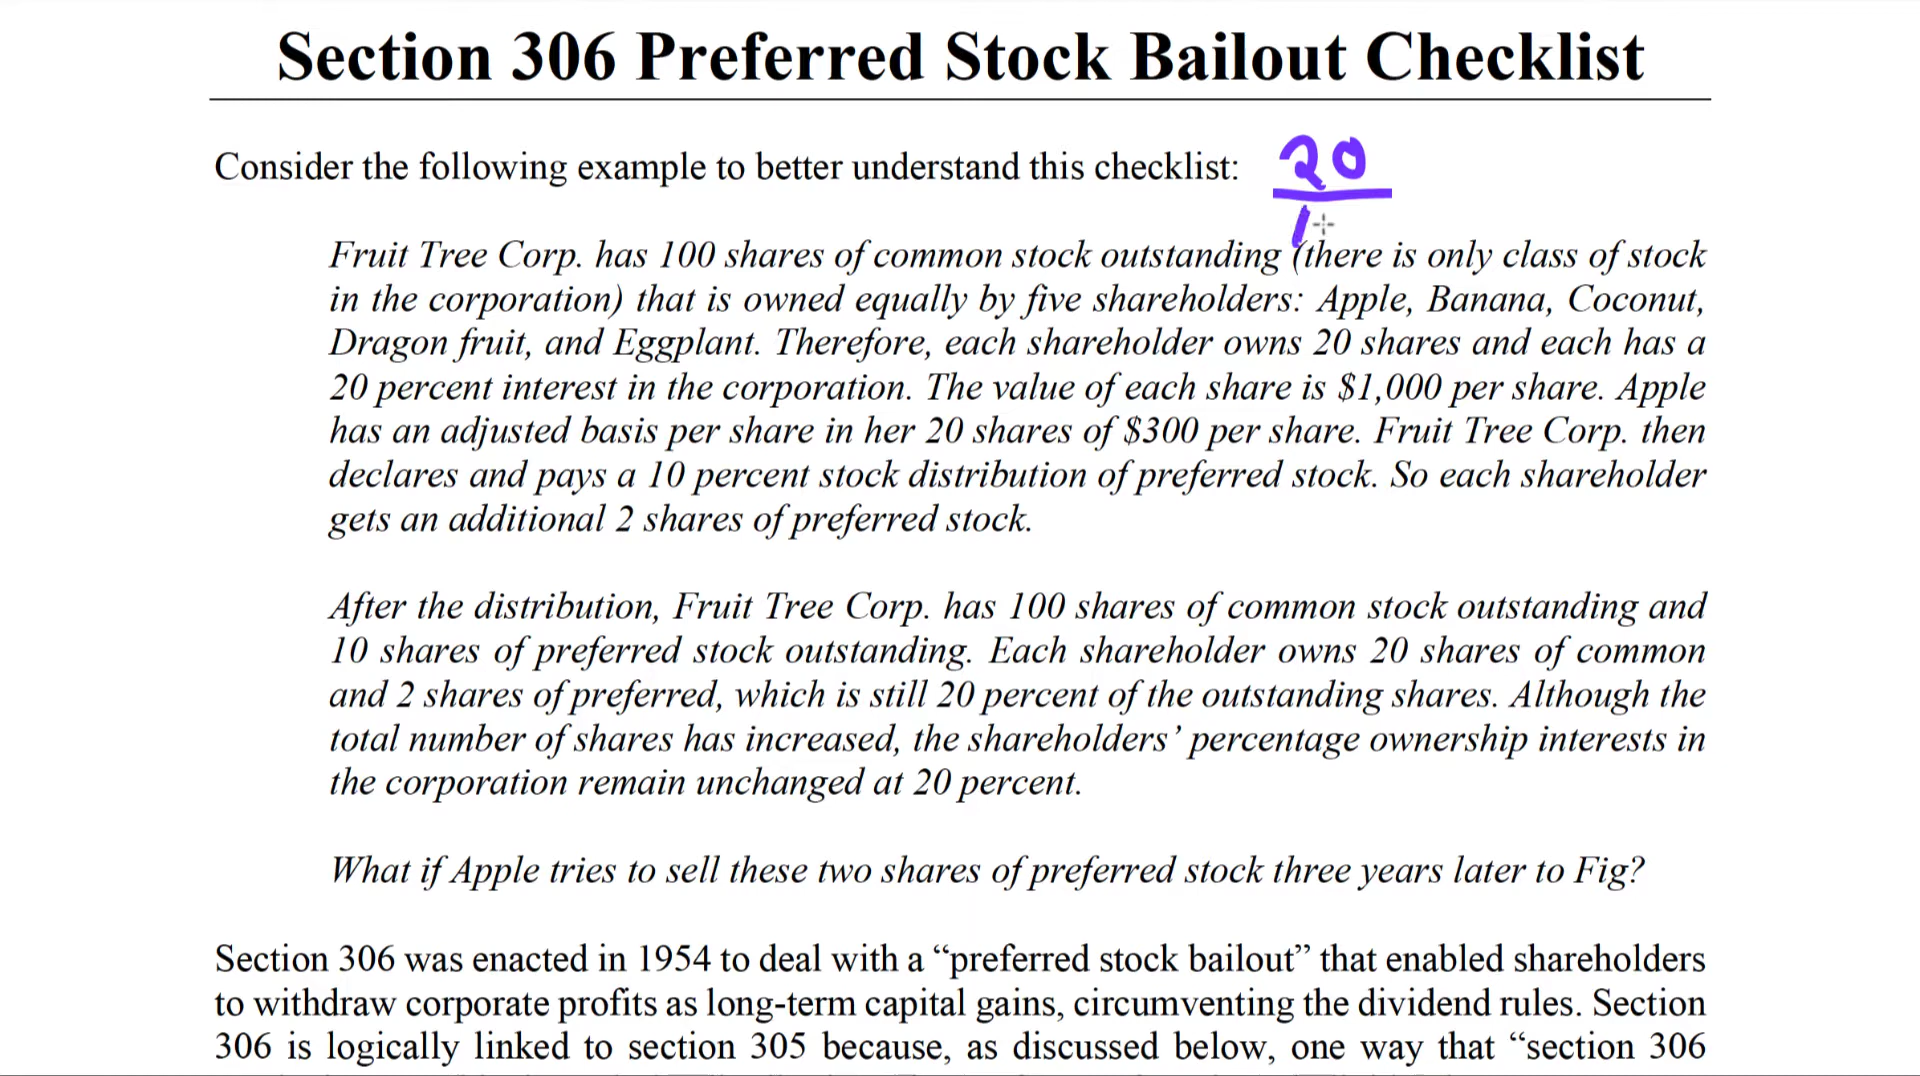 Section 306 Preferred Stock Bailout Checklist
Consider the following example to better understand this checklist:
20
1
Fruit Tree Corp. has 100 shares of common stock outstanding (there is only class of stock
in the corporation) that is owned equally by five shareholders: Apple, Banana, Coconut,
Dragon fruit, and Eggplant. Therefore, each shareholder owns 20 shares and each has a
20 percent interest in the corporation. The value of each share is $1,000 per share. Apple
has an adjusted basis per share in her 20 shares of $300 per share. Fruit Tree Corp. then
declares and pays a 10 percent stock distribution of preferred stock. So each shareholder
gets an additional 2 shares of preferred stock.
After the distribution, Fruit Tree Corp. has 100 shares of common stock outstanding and
10 shares of preferred stock outstanding. Each shareholder owns 20 shares of common
and 2 shares of preferred, which is still 20 percent of the outstanding shares. Although the
total number of shares has increased, the shareholders’ percentage ownership interests in
the corporation remain unchanged at 20 percent.
What if Apple tries to sell these two shares of preferred stock three years later to Fig?
Section 306 was enacted in 1954 to deal with a “preferred stock bailout” that enabled shareholders
to withdraw corporate profits as long-term capital gains, circumventing the dividend rules. Section
306 is logically linked to section 305 because, as discussed below, one way that “section 306